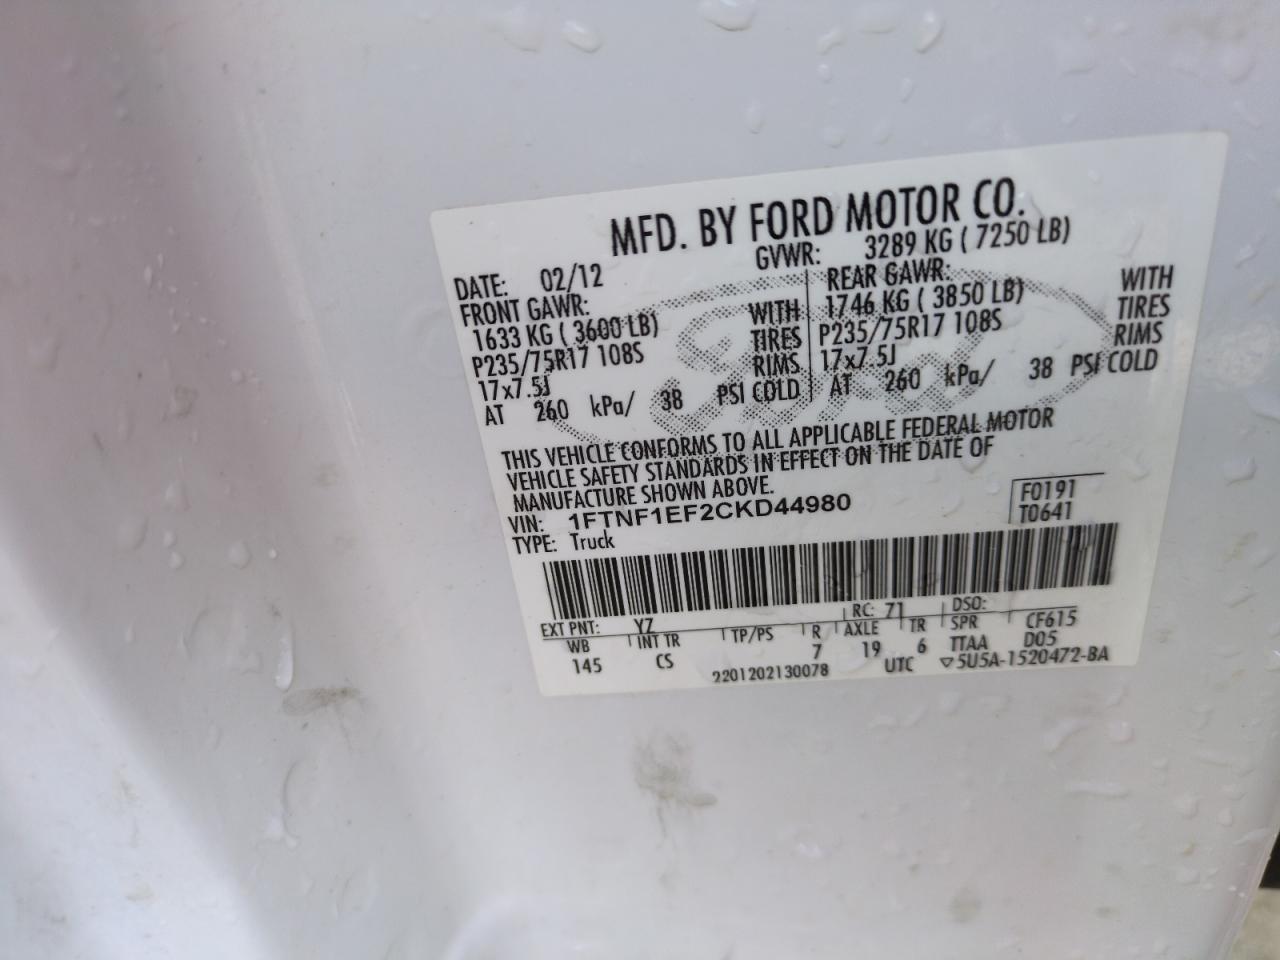 MFD. BY FORD MOTOR CO.
DATE: 02/12 GVWR: 3289 KG ( 7250 LB)
FRONT GAWR: REAR GAWR:
1633 KG ( 3600 LB) WITH 1746 KG ( 3850 LB) WITH
P235/75R17 108S TIRES P235/75R17 108S TIRES
17x7.5J RIMS 17x7.5J RIMS
AT 260 kPa/ 38 PSI COLD AT 260 kPa/ 38 PSI COLD
Ford
THIS VEHICLE CONFORMS TO ALL APPLICABLE FEDERAL MOTOR
VEHICLE SAFETY STANDARDS IN EFFECT ON THE DATE OF
MANUFACTURE SHOWN ABOVE.
VIN: 1FTNF1EF2CKD44980 F0191
TYPE: Truck T0641
EXT PNT: YZ RC: 71 DSO:
WB INT TR TP/PS R AXLE TR SPR CF615
145 CS 7 19 6 TTAA D05
2201202130078 UTC ▽5U5A-1520472-BA